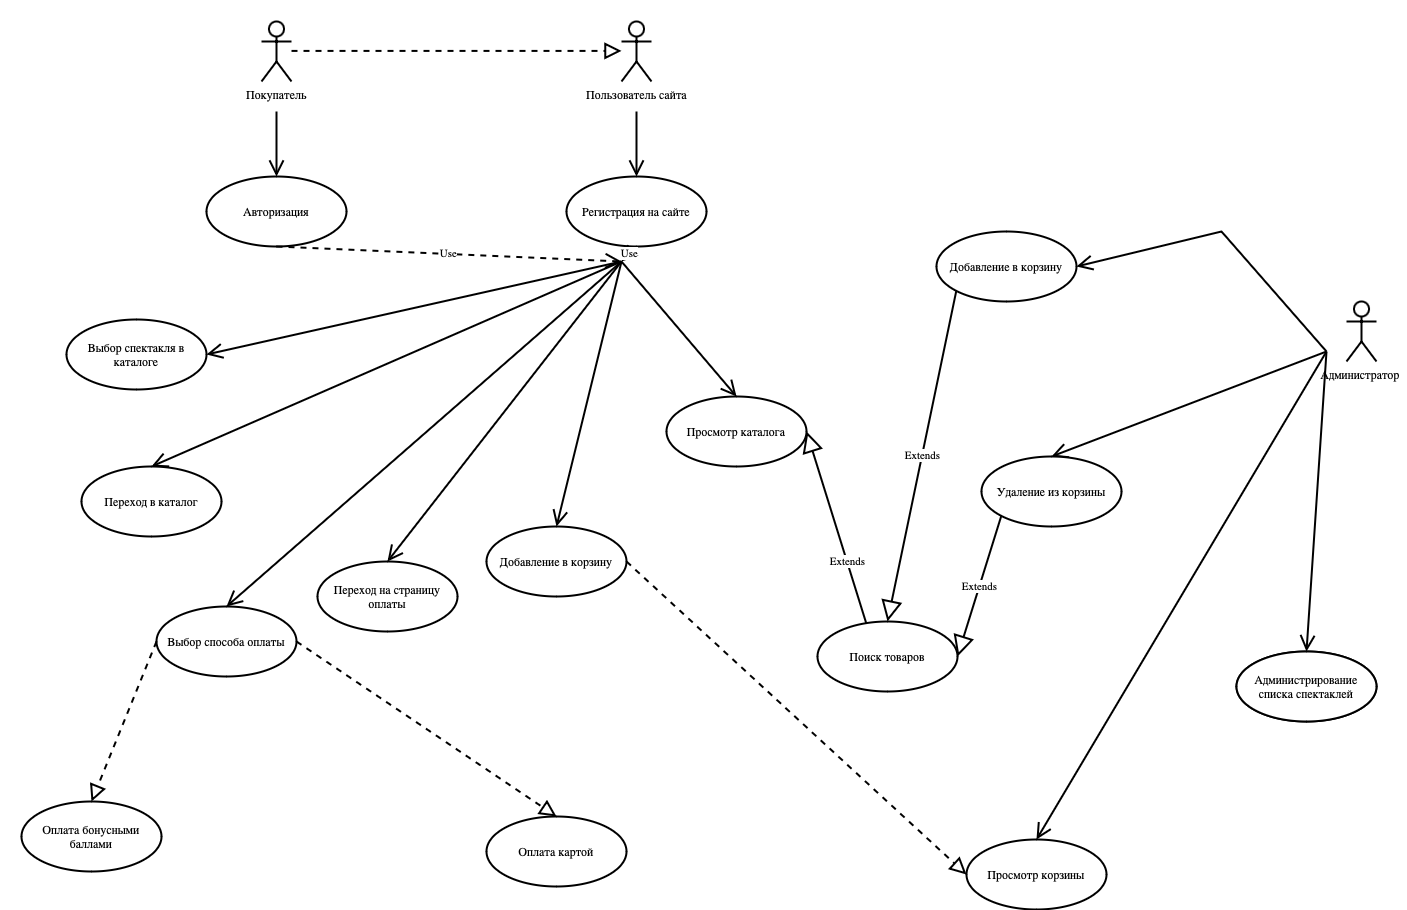 Покупатель
Пользователь сайта
Авторизация
Регистрация на сайте
Use
Use
Добавление в корзину
Администратор
Выбор спектакля в
каталоге
Просмотр каталога
Extends
Переход в каталог
Удаление из корзины
Добавление в корзину
Extends
Extends
Переход на страницу
оплаты
Выбор способа оплаты
Поиск товаров
Администрирование
списка спектаклей
Оплата бонусными
баллами
Оплата картой
Просмотр корзины